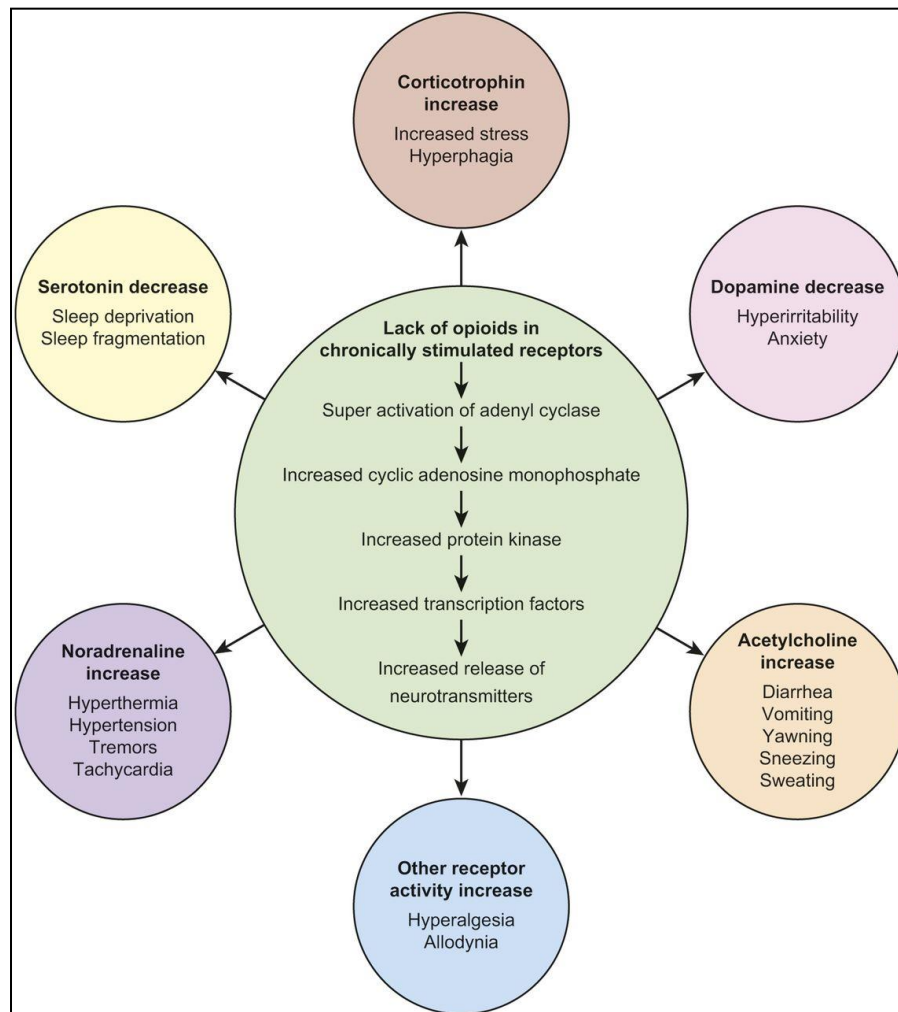 Corticotrophin
increase
Increased stress
Hyperphagia
Serotonin decrease
Sleep deprivation
Sleep fragmentation
Dopamine decrease
Hyperirritability
Anxiety
Lack of opioids in
chronically stimulated receptors
Super activation of adenyl cyclase
Increased cyclic adenosine monophosphate
Increased protein kinase
Increased transcription factors
Increased release of
neurotransmitters
Noradrenaline
increase
Hyperthermia
Hypertension
Tremors
Tachycardia
Acetylcholine
increase
Diarrhea
Vomiting
Yawning
Sneezing
Sweating
Other receptor
activity increase
Hyperalgesia
Allodynia